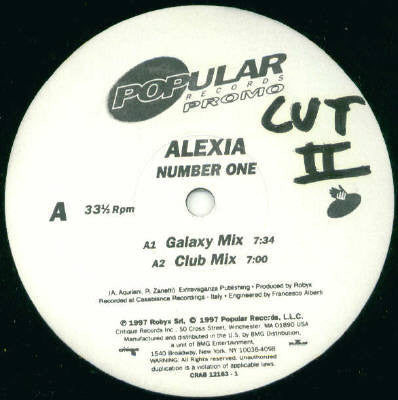 POPULAR
RECORDS
PROMO
CUT
II
ALEXIA
NUMBER ONE
A 33⅓ Rpm
A1 Galaxy Mix 7:34
A2 Club Mix 7:00
(A. Aquilani, R. Zanetti) Extravaganza Publishing • Produced by Robyx
Recorded at Casablanca Recordings - Italy • Engineered by Francesco Alberti
℗ 1997 Robyx Srl, © 1997 Popular Records, L.L.C.
Critique Records Inc. 50 Cross Street, Winchester, MA 01890 USA
Manufactured and distributed in the U.S. by BMG Distribution,
a unit of BMG Entertainment,
1540 Broadway, New York, NY 10036-4098
WARNING: All Rights reserved. Unauthorized
duplication is a violation of applicable laws.
CRAB 12163 - 1